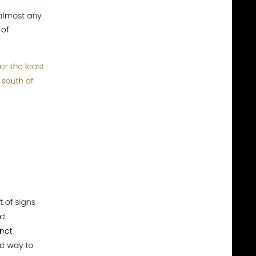 almost any
of
or the least
south of
t of signs
d
nct
o way to